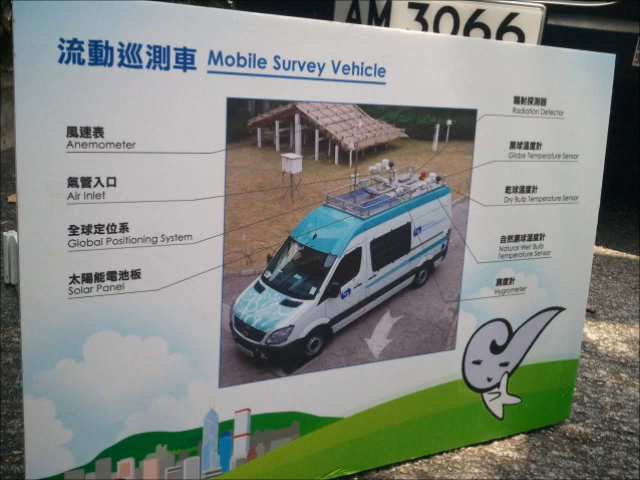 AM 3066
流動巡測車 Mobile Survey Vehicle
風速表
Anemometer
氣管入口
Air Inlet
全球定位系
Global Positioning System
太陽能電池板
Solar Panel
輻射探測器
Radiation Detector
黑球溫度計
Globe Temperature Sensor
乾球溫度計
Dry Bulb Temperature Sensor
自然濕球溫度計
Natural Wet Bulb
Temperature Sensor
濕度計
Hygrometer